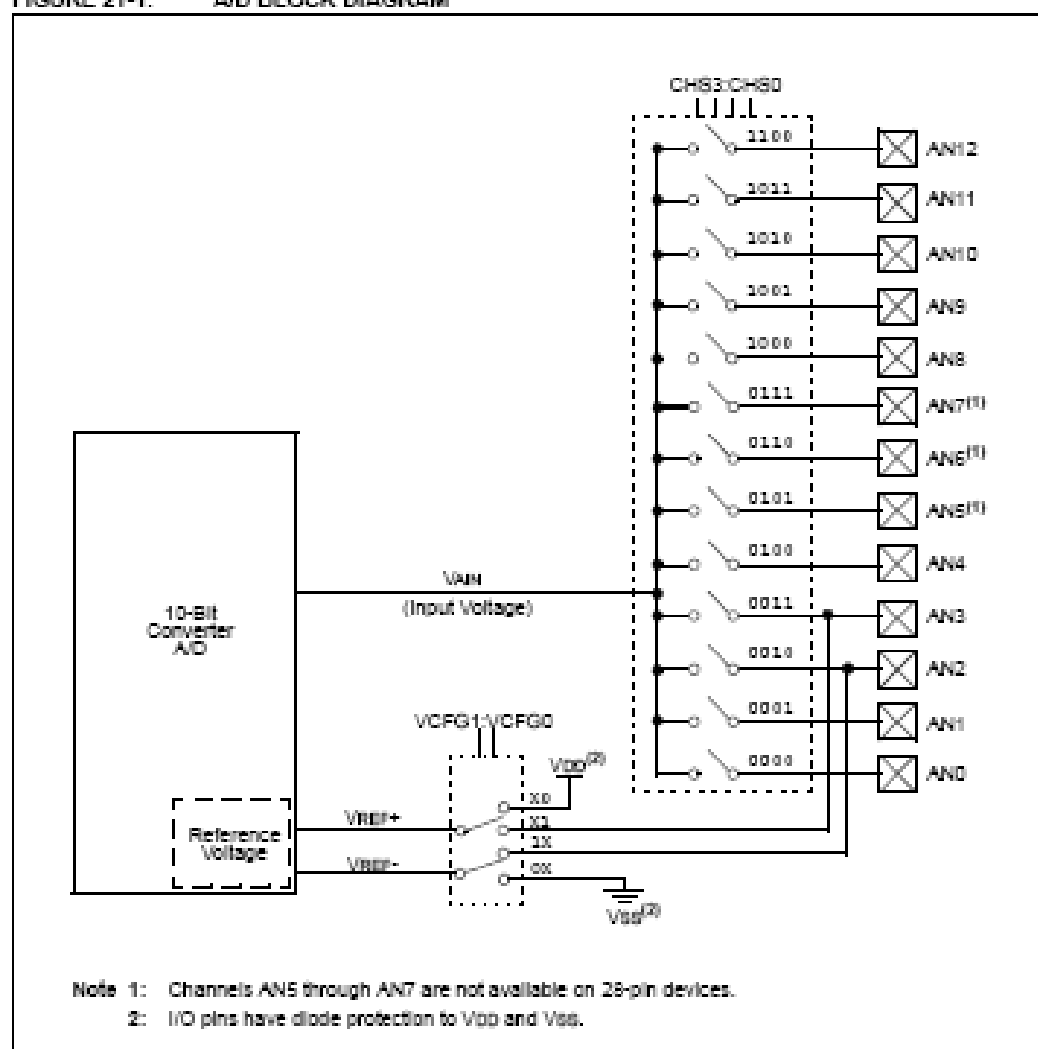 FIGURE 21-1: A/D BLOCK DIAGRAM
CHS3:CHS0
1100 AN12
1011 AN11
1010 AN10
1001 AN9
1000 AN8
0111 AN7(1)
0110 AN6(1)
0101 AN5(1)
0100 AN4
VAIN
(Input Voltage)
0011 AN3
10-Bit
Converter
A/D
0010 AN2
0001 AN1
VCFG1:VCFG0
0000 AN0
VDD(2)
X0
VREF+
X1
Reference
Voltage
1X
VREF-
0X
VSS(2)
Note 1: Channels AN5 through AN7 are not available on 28-pin devices.
2: I/O pins have diode protection to VDD and VSS.